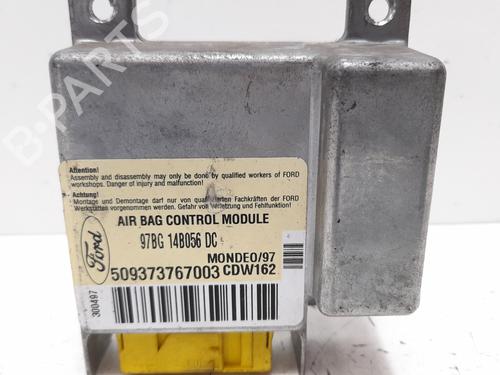 B-PARTS
Attention!
Assembly and disassembly may only be done by qualified workers of FORD
workshops. Danger of injury and malfunction!
Achtung!
Montage und Demontage darf nur von qualifizierten Fachkräften der FORD
Werkstätten vorgenommen werden. Gefahr von Verletzung und Fehlfunktion!
AIR BAG CONTROL MODULE
97BG 14B056 DC
MONDEO/97
Ford
509373767003 CDW162
300497